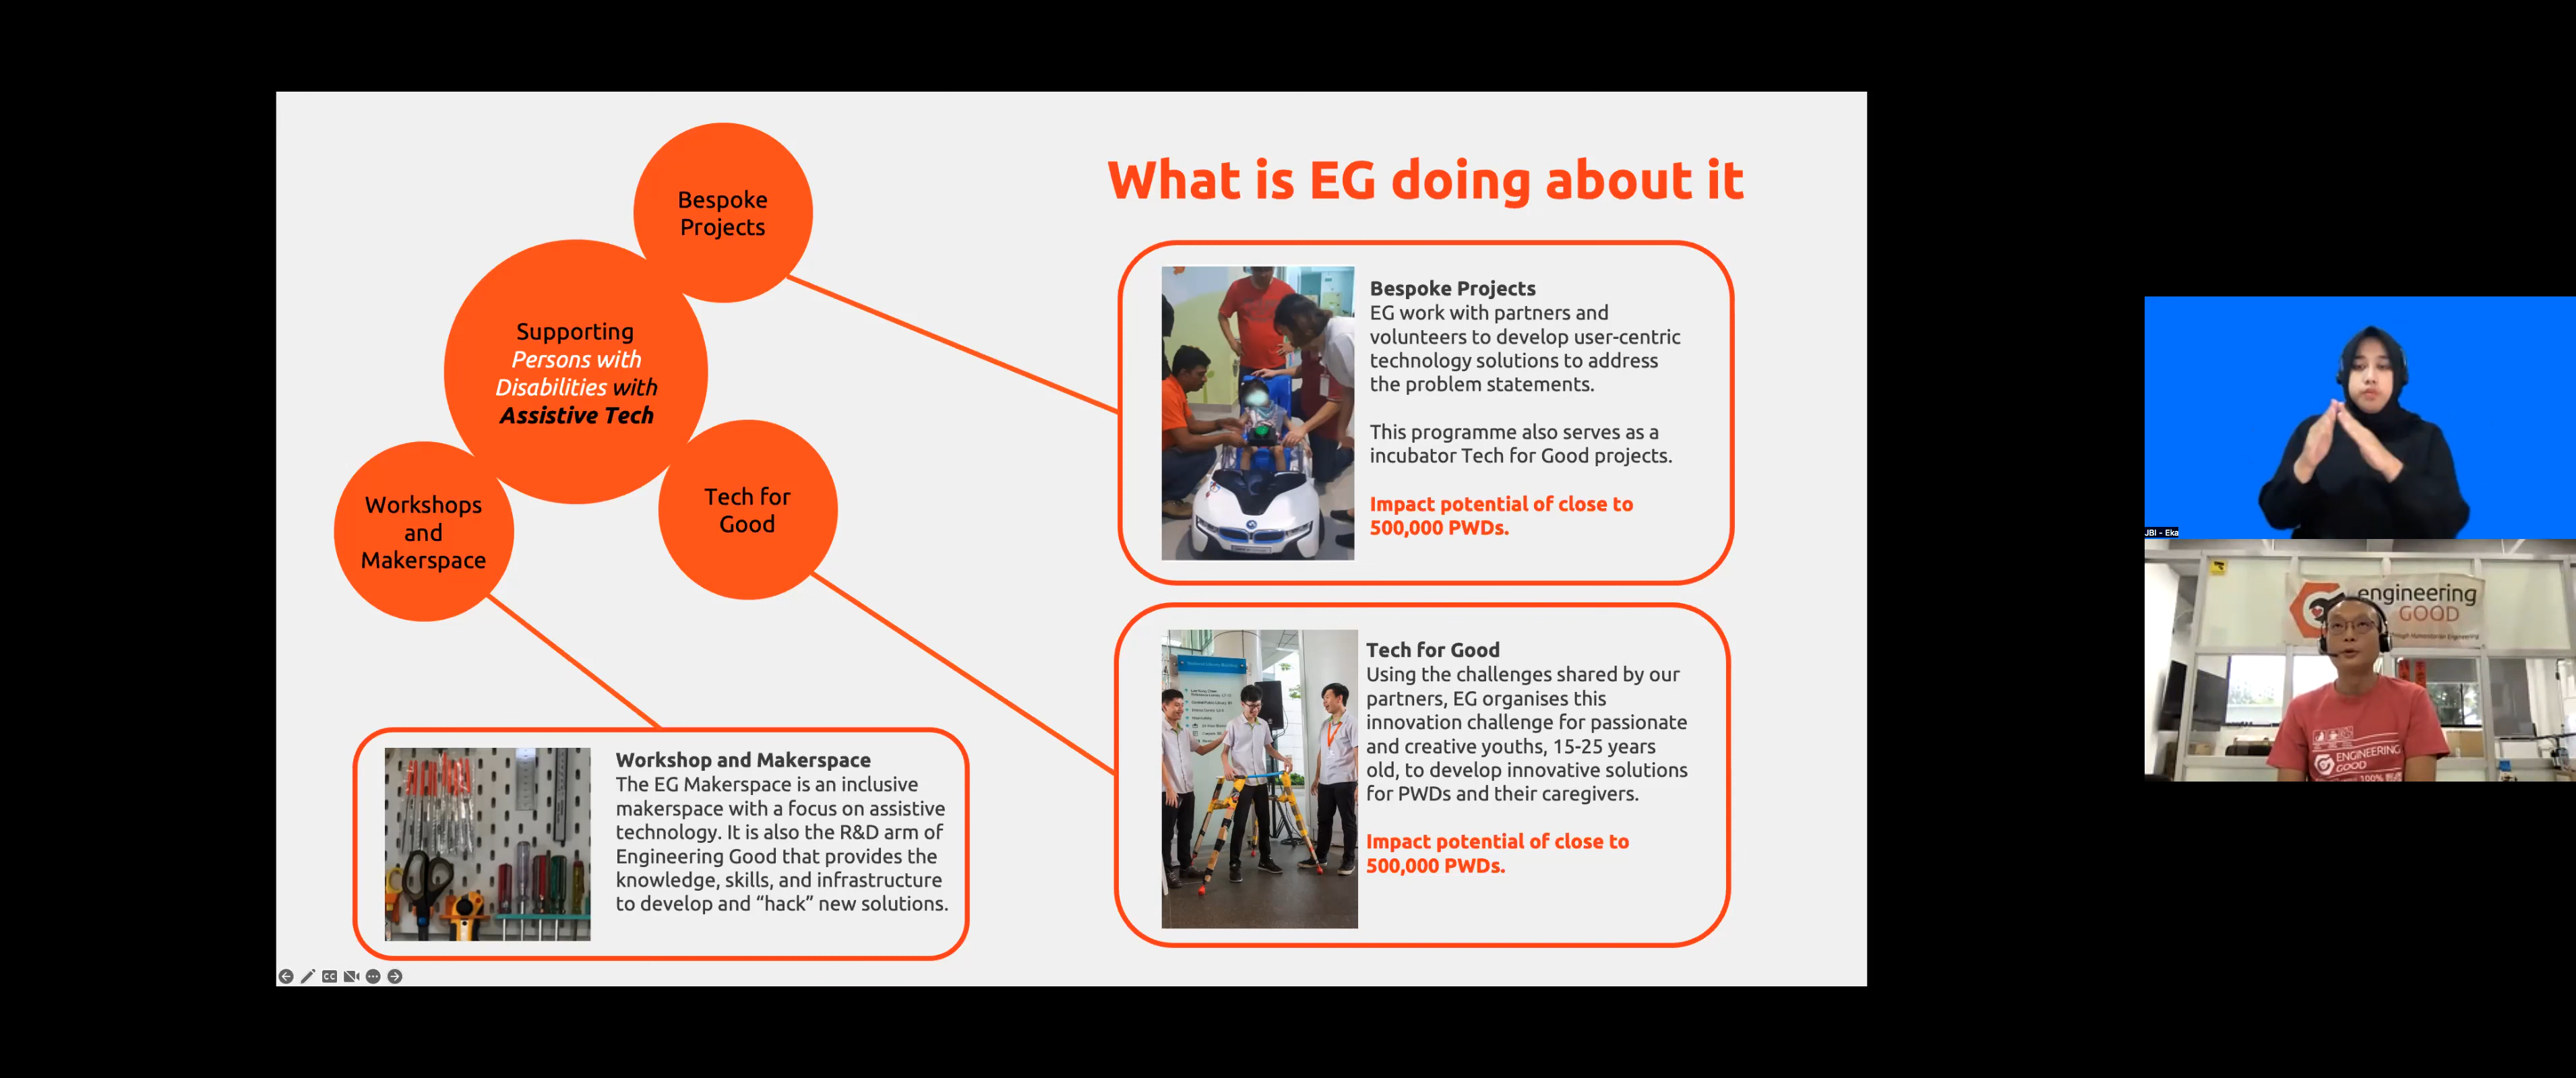 What is EG doing about it
Bespoke
Projects
Supporting
Persons with
Disabilities with
Assistive Tech
Tech for
Good
Workshops
and
Makerspace
Bespoke Projects
EG work with partners and
volunteers to develop user-centric
technology solutions to address
the problem statements.
This programme also serves as a
incubator Tech for Good projects.
Impact potential of close to
500,000 PWDs.
Tech for Good
Using the challenges shared by our
partners, EG organises this
innovation challenge for passionate
and creative youths, 15-25 years
old, to develop innovative solutions
for PWDs and their caregivers.
Impact potential of close to
500,000 PWDs.
Workshop and Makerspace
The EG Makerspace is an inclusive
makerspace with a focus on assistive
technology. It is also the R&D arm of
Engineering Good that provides the
knowledge, skills, and infrastructure
to develop and “hack” new solutions.
CC
JBI - Eka
engineering
GOOD
through Humanitarian Engineering
ENGINEERING
GOOD
100%